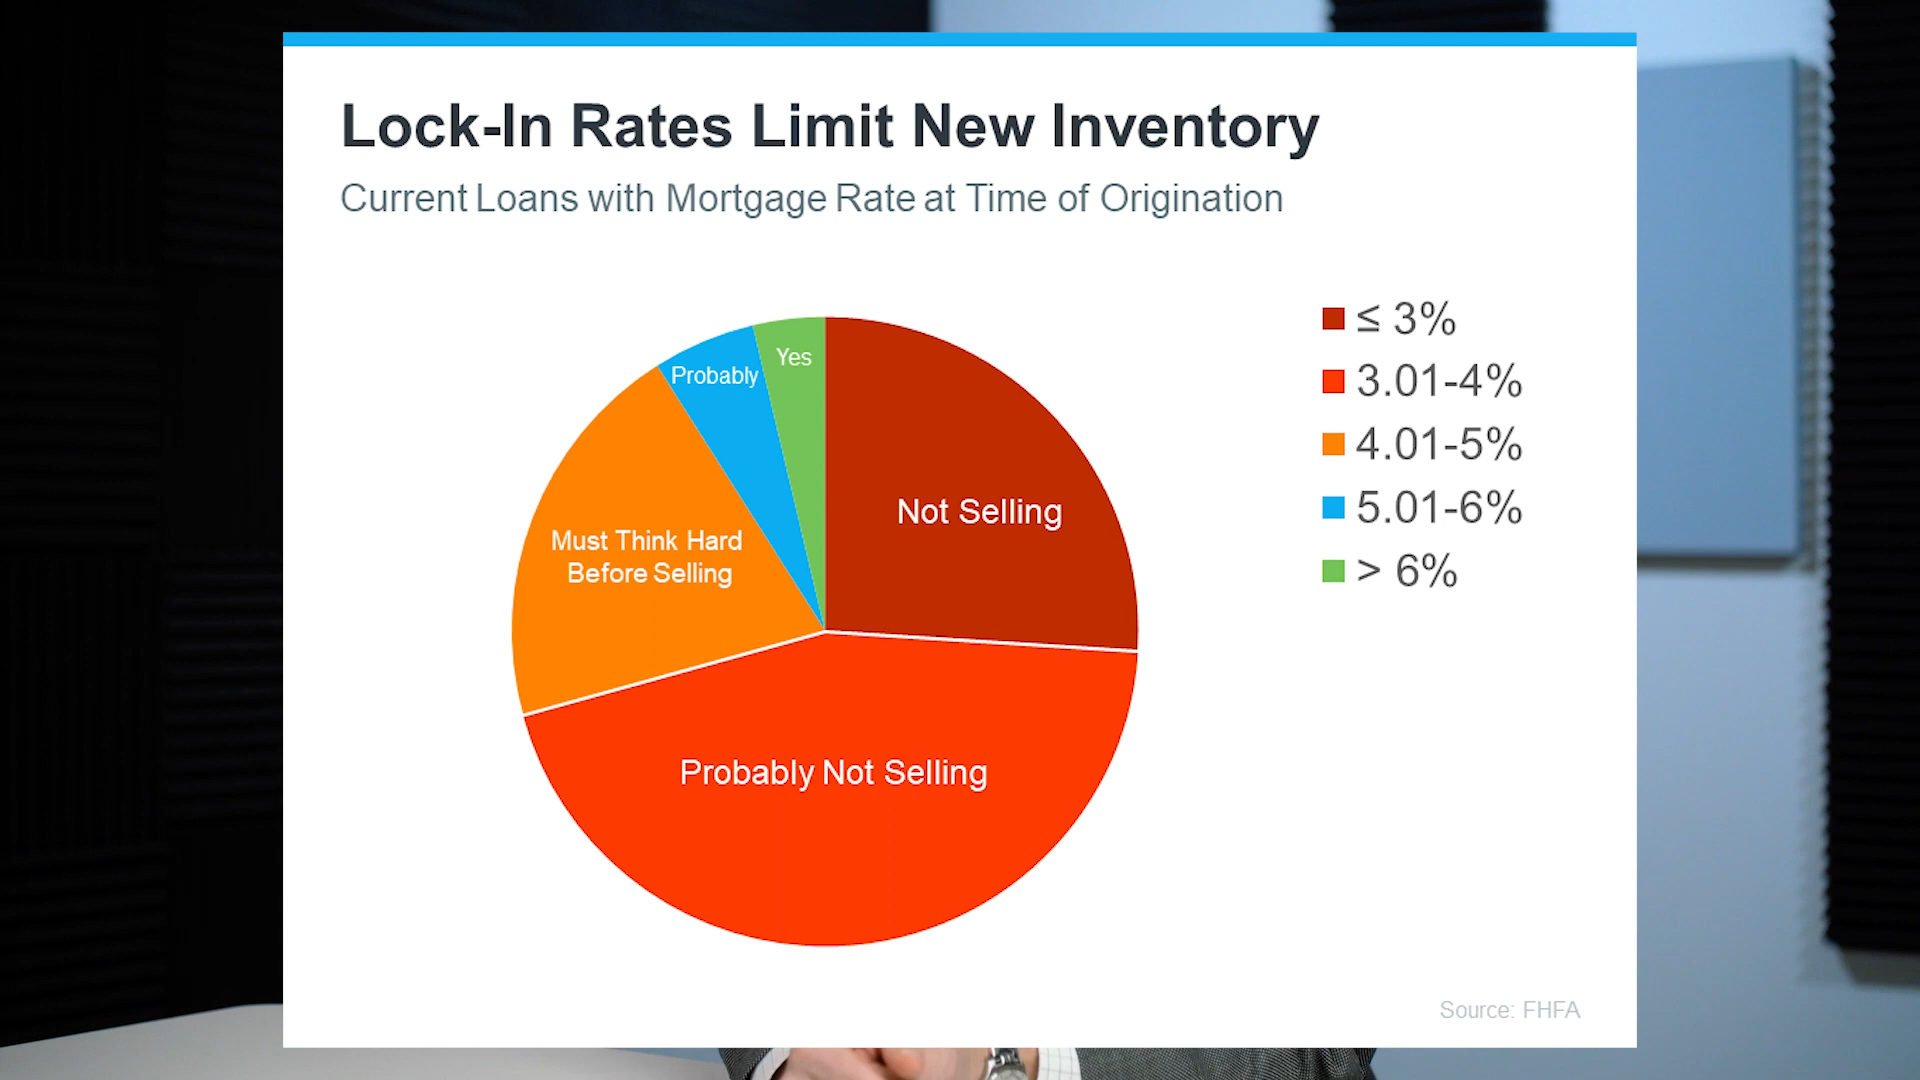 Lock-In Rates Limit New Inventory
Current Loans with Mortgage Rate at Time of Origination
≤ 3%
3.01-4%
4.01-5%
5.01-6%
> 6%
Yes
Probably
Not Selling
Must Think Hard
Before Selling
Probably Not Selling
Source: FHFA